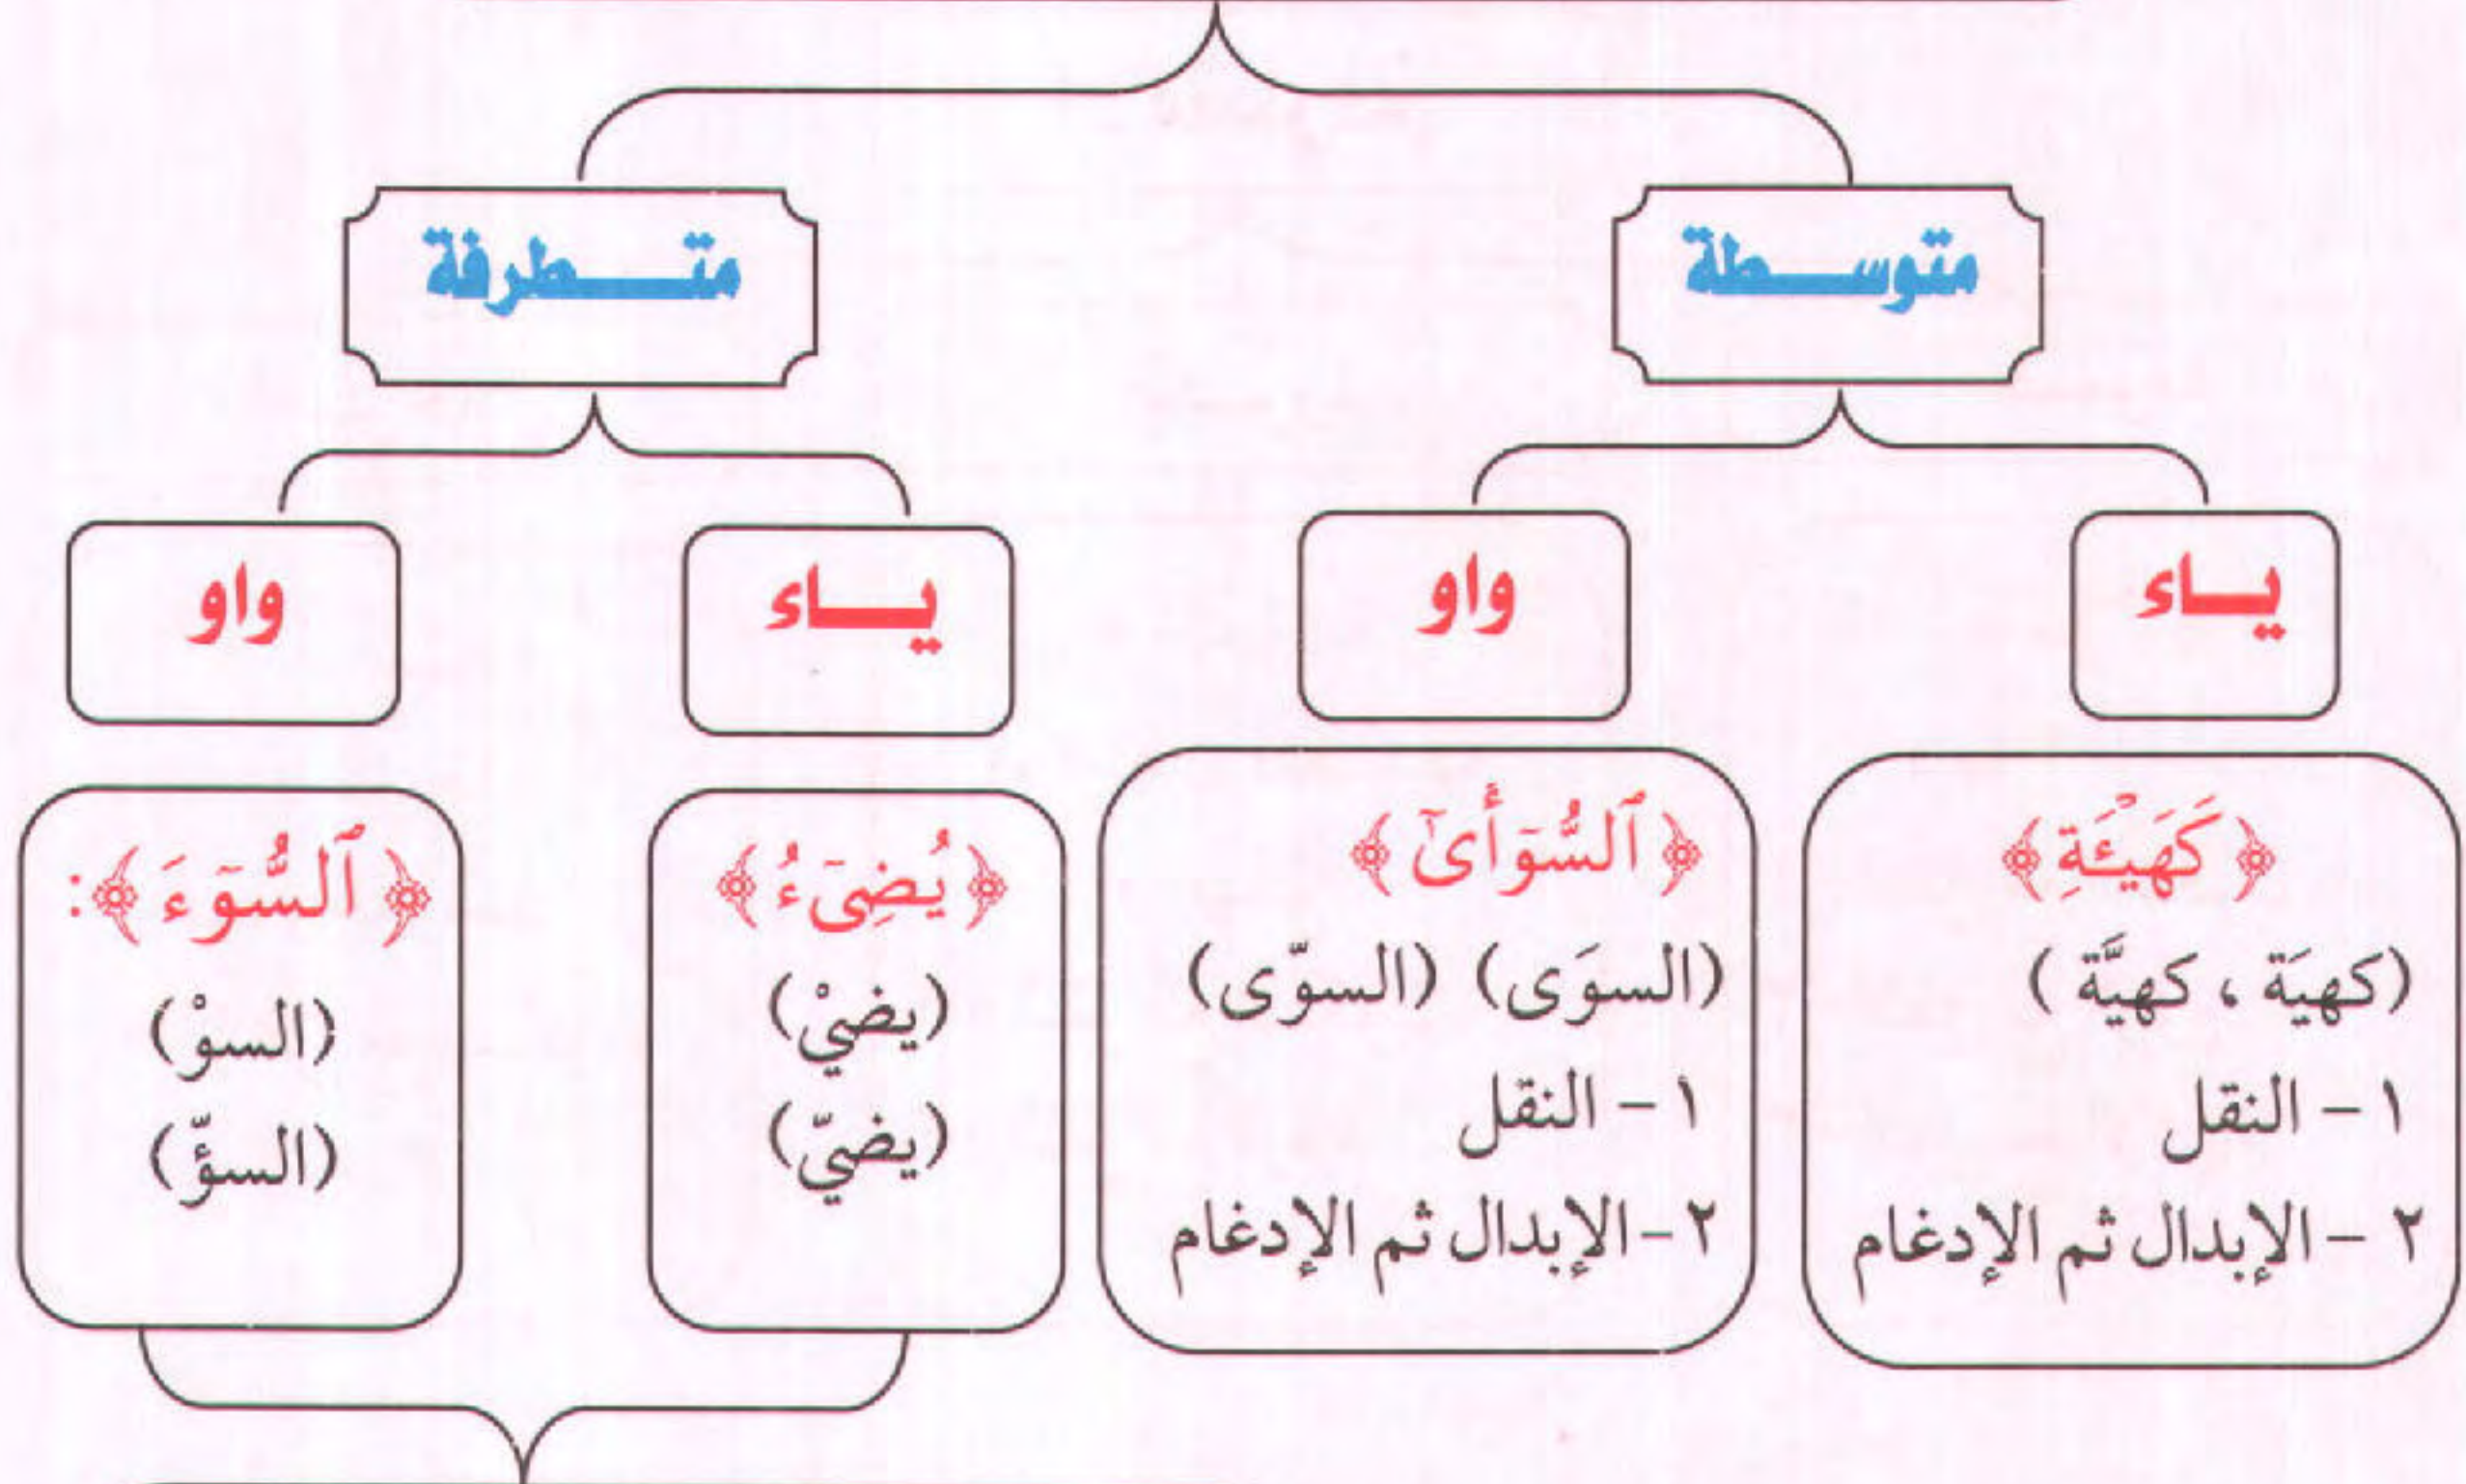 متوسطة
متطرفة
ياء
واو
ياء
واو
﴿كَهَيْـَٔةِ﴾
(كهيَة ، كهيَّة )
١ - النقل
٢ - الإبدال ثم الإدغام
﴿ٱلسُّوٓأَىٰٓ﴾
(السوَى) (السوّى)
١ - النقل
٢ -الإبدال ثم الإدغام
﴿يُضِىٓءُ﴾
(يضيْ)
(يضيّ)
﴿ٱلسُّوٓءَ﴾:
(السوْ)
(السوّ)